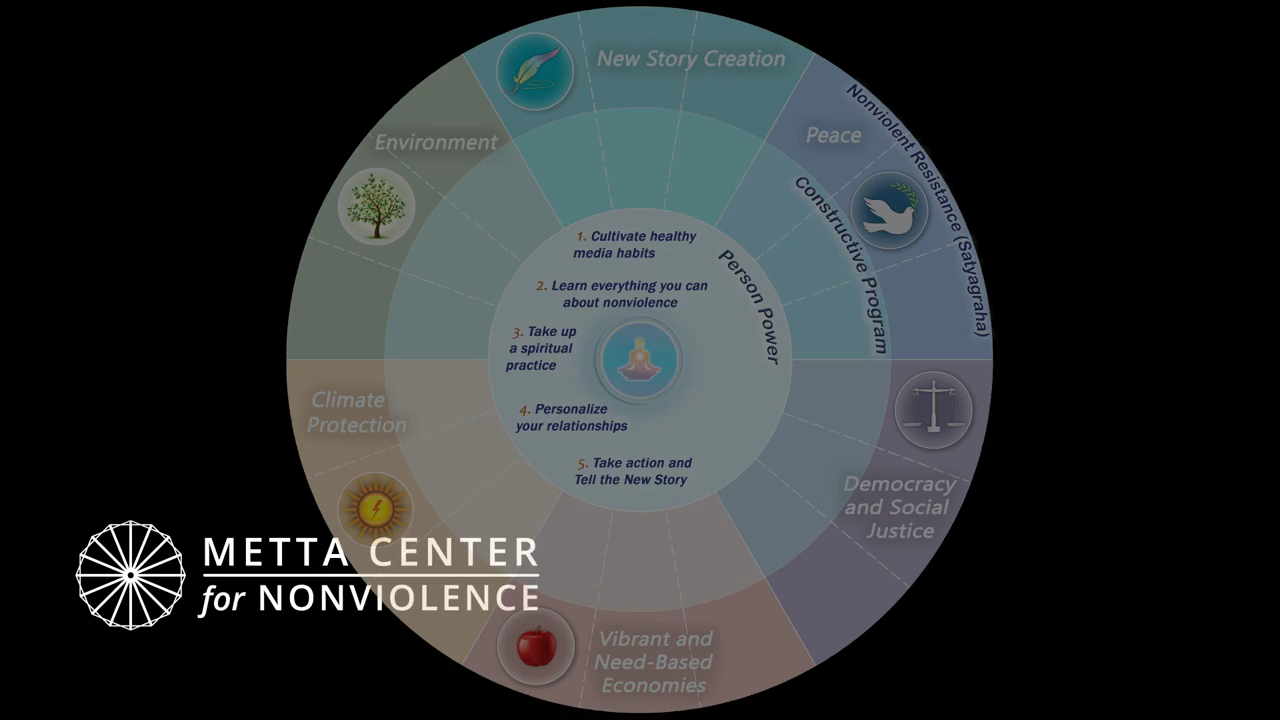 New Story Creation
Environment
Peace
Nonviolent Resistance (Satyagraha)
Constructive Program
Person Power
1. Cultivate healthy
media habits
2. Learn everything you can
about nonviolence
3. Take up
a spiritual
practice
4. Personalize
your relationships
5. Take action and
Tell the New Story
Climate
Protection
Democracy
and Social
Justice
METTA CENTER
for NONVIOLENCE
Vibrant and
Need-Based
Economies